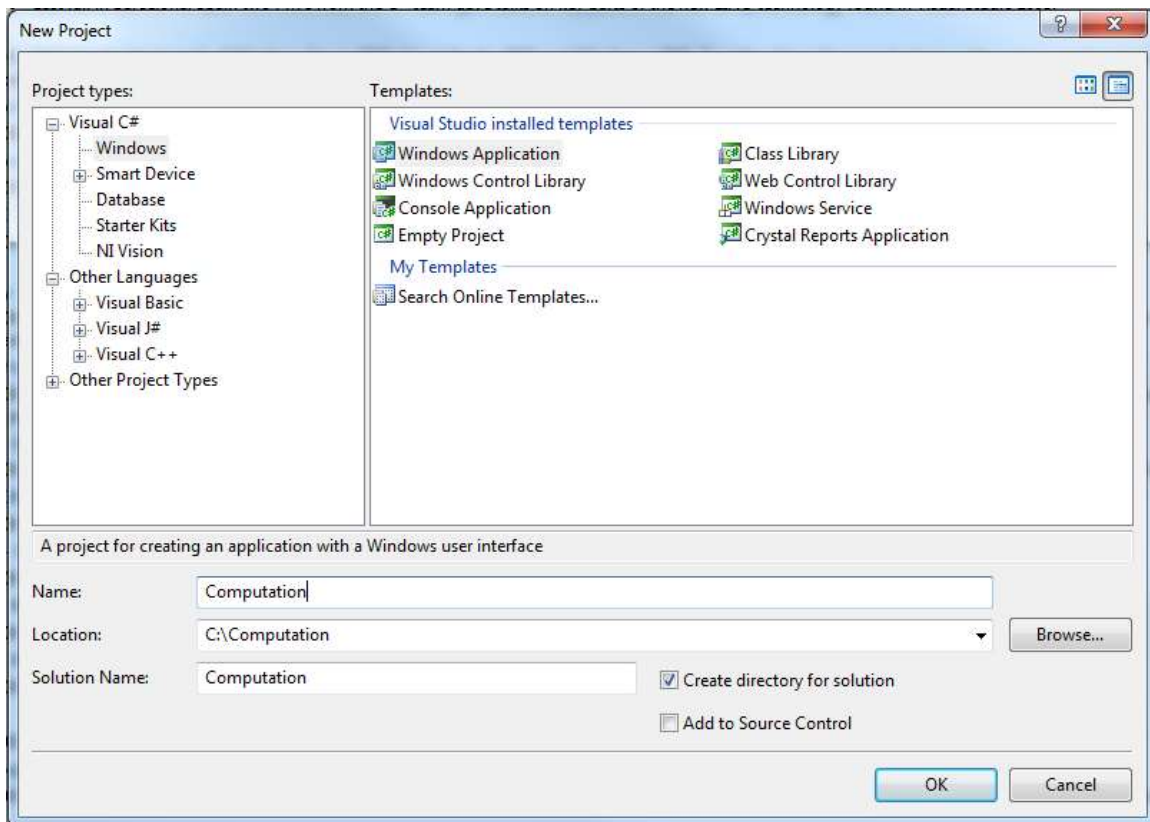 New Project
Project types:
Templates:
Visual C#
Windows
Smart Device
Database
Starter Kits
NI Vision
Other Languages
Visual Basic
Visual J#
Visual C++
Other Project Types
Visual Studio installed templates
Windows Application
Class Library
Windows Control Library
Web Control Library
Console Application
Windows Service
Empty Project
Crystal Reports Application
My Templates
Search Online Templates...
A project for creating an application with a Windows user interface
Name: Computation
Location: C:\Computation Browse...
Solution Name: Computation Create directory for solution
Add to Source Control
OK Cancel